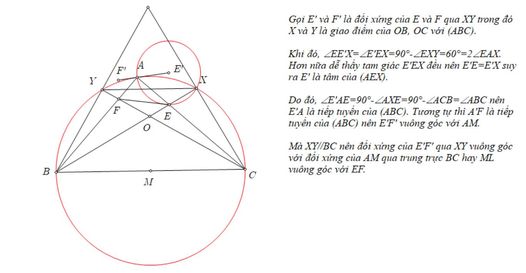 Gọi E' và F' là đối xứng của E và F qua XY trong đó
X và Y là giao điểm của OB, OC với (ABC).
Khi đó, ∠EE'X=∠E'EX=90°-∠EXY=60°=2∠EAX.
Hơn nữa dễ thấy tam giác E'EX đều nên E'E=E'X suy
ra E' là tâm của (AEX).
Do đó, ∠E'AE=90°-∠AXE=90°-∠ACB=∠ABC nên
E'A là tiếp tuyến của (ABC). Tương tự thì A'F là tiếp
tuyến của (ABC) nên E'F' vuông góc với AM.
Mà XY//BC nên đối xứng của E'F' qua XY vuông góc
với đối xứng của AM qua trung trực BC hay ML
vuông góc với EF.
F'
A
E'
Y
X
F
E
O
B
M
C